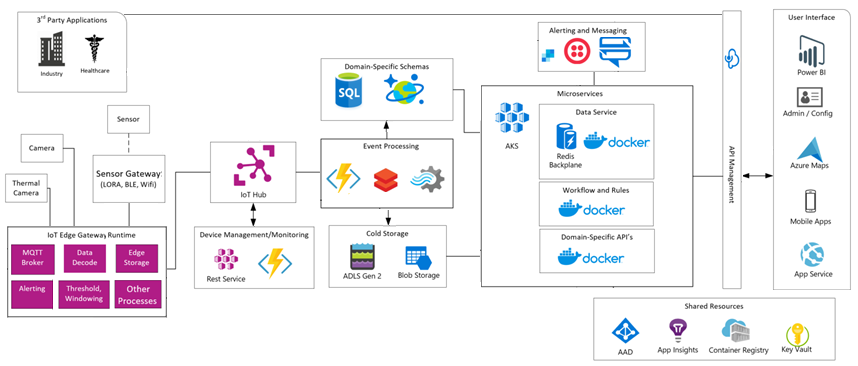 3rd Party Applications
Industry
Healthcare
Sensor
Camera
Sensor Gateway:
(LORA, BLE, Wifi)
Thermal
Camera
IoT Edge Gateway Runtime
MQTT
Broker
Data
Decode
Edge
Storage
Alerting
Threshold,
Windowing
Other
Processes
IoT Hub
Device Management/Monitoring
Rest Service
Domain-Specific Schemas
SQL
Event Processing
Cold Storage
ADLS Gen 2
Blob Storage
Alerting and Messaging
Microservices
AKS
Data Service
Redis
Backplane
docker
Workflow and Rules
docker
Domain-Specific API's
docker
API Management
User Interface
Power BI
Admin / Config
Azure Maps
Mobile Apps
App Service
Shared Resources
AAD
App Insights
Container Registry
Key Vault